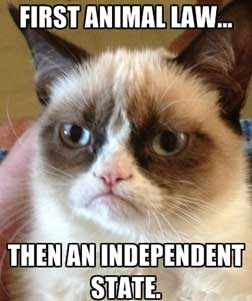 FIRST ANIMAL LAW...
THEN AN INDEPENDENT
STATE.